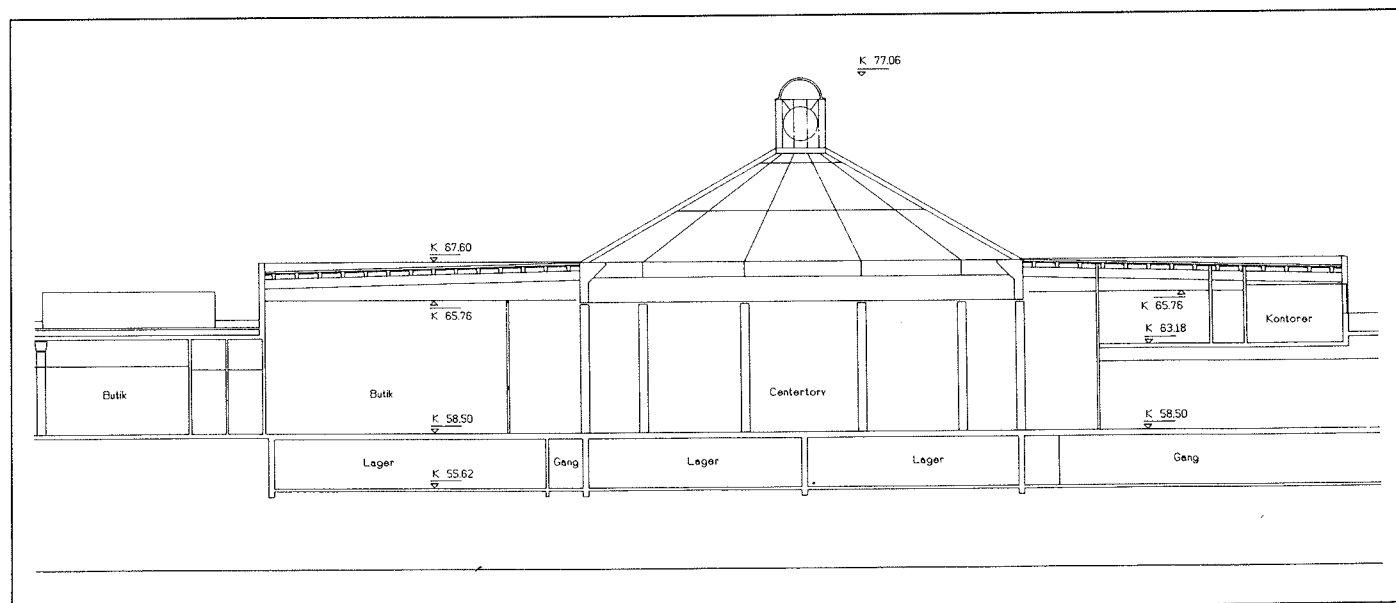 K 77.06
K 67.60
K 65.76
K 65.76
Kontorer
K 63.18
Butik
Butik
Centertorv
K 58.50
K 58.50
Lager
Gang
Lager
Lager
Gang
K 55.62